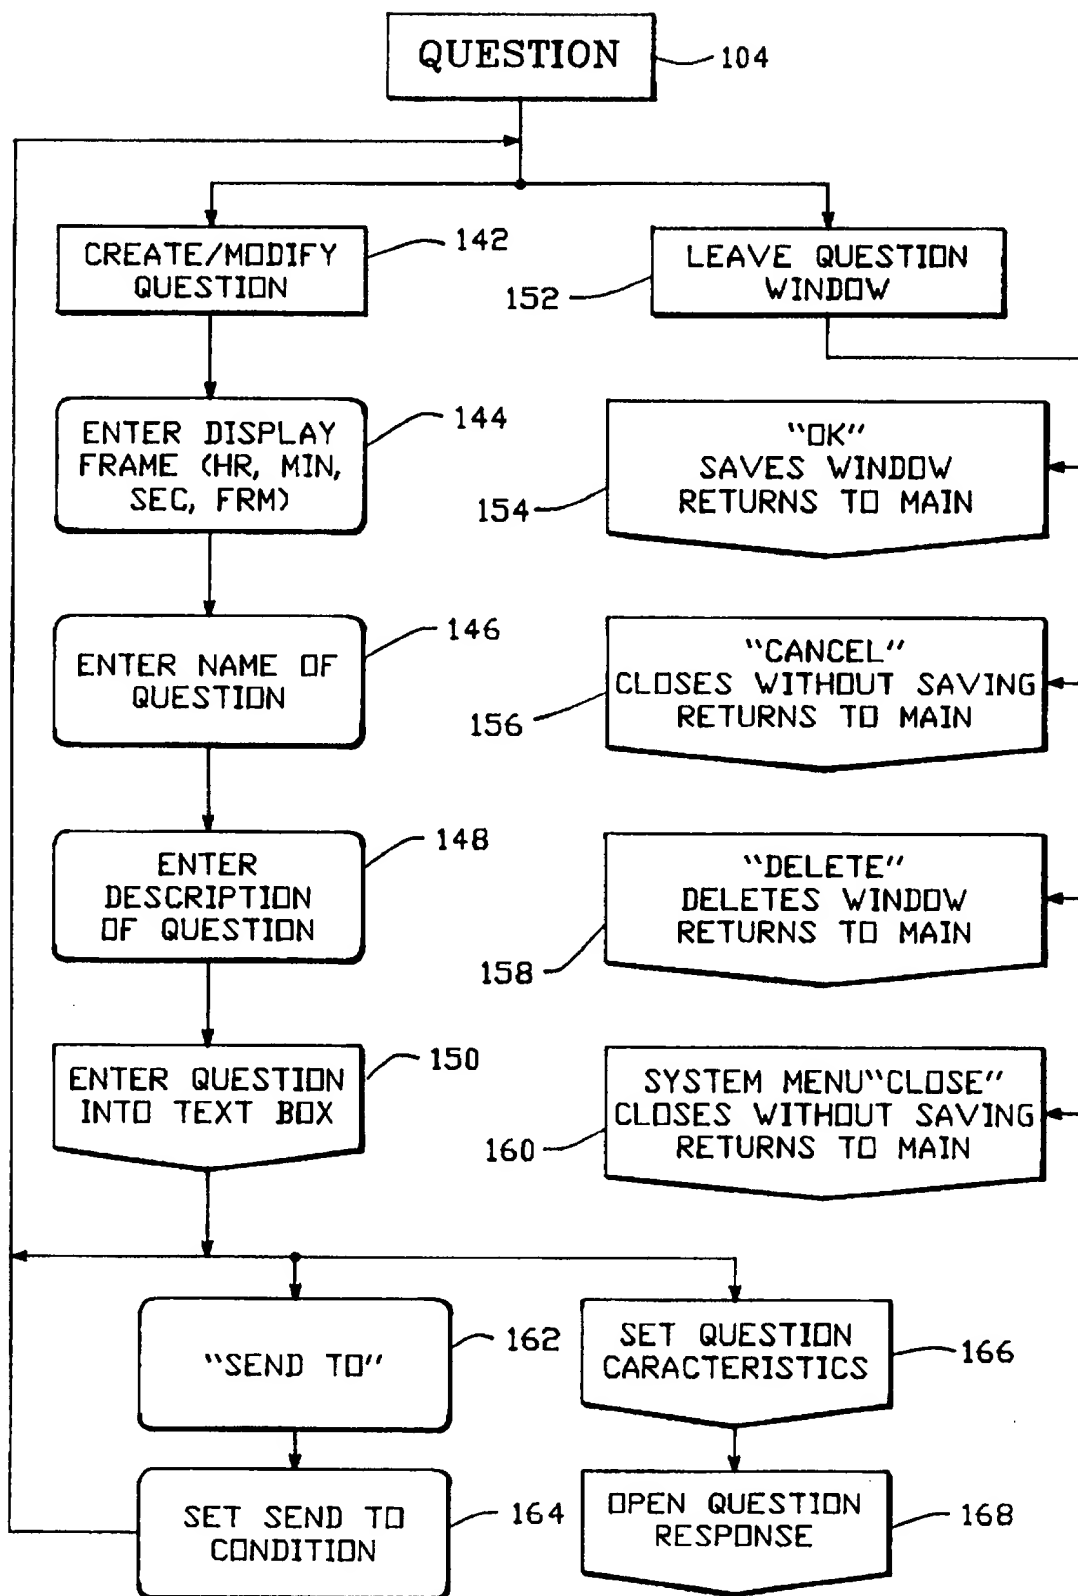 QUESTION
104
CREATE/MODIFY
QUESTION
142
LEAVE QUESTION
WINDOW
152
ENTER DISPLAY
FRAME (HR, MIN,
SEC, FRM)
144
"OK"
SAVES WINDOW
RETURNS TO MAIN
154
ENTER NAME OF
QUESTION
146
"CANCEL"
CLOSES WITHOUT SAVING
RETURNS TO MAIN
156
ENTER
DESCRIPTION
OF QUESTION
148
"DELETE"
DELETES WINDOW
RETURNS TO MAIN
158
ENTER QUESTION
INTO TEXT BOX
150
SYSTEM MENU"CLOSE"
CLOSES WITHOUT SAVING
RETURNS TO MAIN
160
"SEND TO"
162
SET QUESTION
CARACTERISTICS
166
SET SEND TO
CONDITION
164
OPEN QUESTION
RESPONSE
168